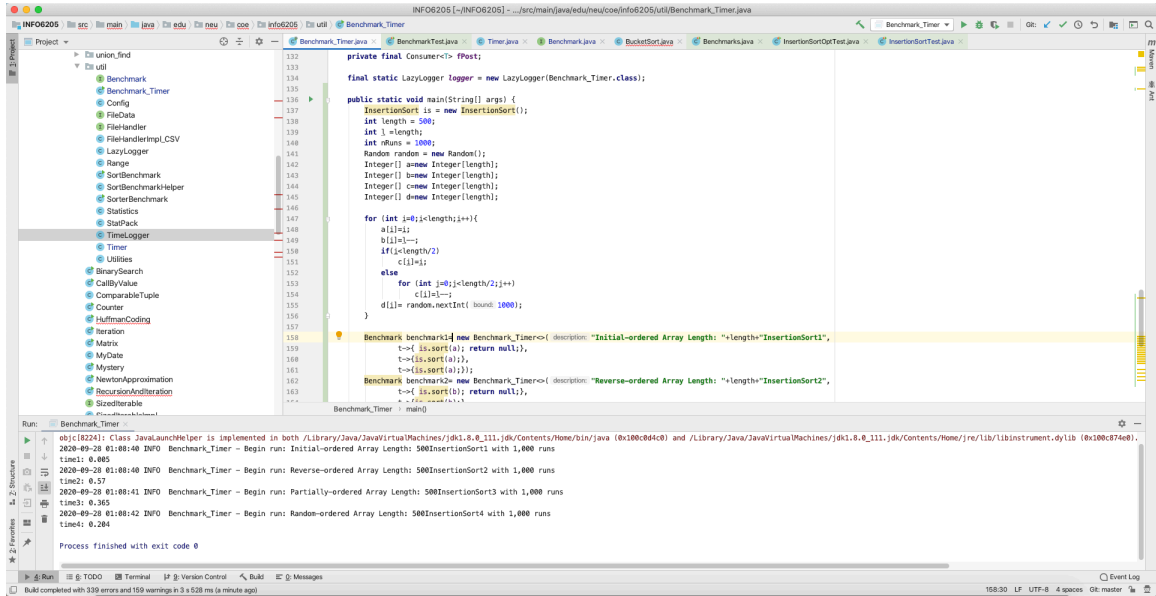 INFO6205 [~/INFO6205] - .../src/main/java/edu/neu/coe/info6205/util/Benchmark_Timer.java
INFO6205 src main java edu neu coe info6205 util Benchmark_Timer
Benchmark_Timer Git:
Project
Benchmark_Timer.java BenchmarkTest.java Timer.java Benchmark.java BucketSort.java Benchmarks.java InsertionSortOptTest.java InsertionSortTest.java
1: Project
Maven
Ant
union_find
util
Benchmark
Benchmark_Timer
Config
FileData
FileHandler
FileHandlerImpl_CSV
LazyLogger
Range
SortBenchmark
SortBenchmarkHelper
SorterBenchmark
Statistics
StatPack
TimeLogger
Timer
Utilities
BinarySearch
CallByValue
ComparableTuple
Counter
HuffmanCoding
Iteration
Matrix
MyDate
Mystery
NewtonApproximation
RecursionAndIteration
SizedIterable
SizedIterableImpl
132 private final Consumer<T> fPost;
133
134 final static LazyLogger logger = new LazyLogger(Benchmark_Timer.class);
135
136 public static void main(String[] args) {
137 InsertionSort is = new InsertionSort();
138 int length = 500;
139 int l =length;
140 int nRuns = 1000;
141 Random random = new Random();
142 Integer[] a=new Integer[length];
143 Integer[] b=new Integer[length];
144 Integer[] c=new Integer[length];
145 Integer[] d=new Integer[length];
146
147 for (int i=0;i<length;i++){
148 a[i]=i;
149 b[i]=l--;
150 if(i<length/2)
151 c[i]=i;
152 else
153 for (int j=0;j<length/2;j++)
154 c[i]=l--;
155 d[i]= random.nextInt( bound: 1000);
156 }
157
158 Benchmark benchmark1= new Benchmark_Timer<>( description: "Initial-ordered Array Length: "+length+"InsertionSort1",
159 t->{ is.sort(a); return null;},
160 t->{is.sort(a);},
161 t->{is.sort(a);});
162 Benchmark benchmark2= new Benchmark_Timer<>( description: "Reverse-ordered Array Length: "+length+"InsertionSort2",
163 t->{ is.sort(b); return null;},
Benchmark_Timer main()
Run: Benchmark_Timer
objc[8224]: Class JavaLaunchHelper is implemented in both /Library/Java/JavaVirtualMachines/jdk1.8.0_111.jdk/Contents/Home/bin/java (0x100c0d4c0) and /Library/Java/JavaVirtualMachines/jdk1.8.0_111.jdk/Contents/Home/jre/lib/libinstrument.dylib (0x100c874e0).
2020-09-28 01:08:40 INFO Benchmark_Timer - Begin run: Initial-ordered Array Length: 500InsertionSort1 with 1,000 runs
time1: 0.005
2020-09-28 01:08:40 INFO Benchmark_Timer - Begin run: Reverse-ordered Array Length: 500InsertionSort2 with 1,000 runs
time2: 0.57
2020-09-28 01:08:41 INFO Benchmark_Timer - Begin run: Partially-ordered Array Length: 500InsertionSort3 with 1,000 runs
time3: 0.365
2020-09-28 01:08:42 INFO Benchmark_Timer - Begin run: Random-ordered Array Length: 500InsertionSort4 with 1,000 runs
time4: 0.204
Process finished with exit code 0
Z: Structure
2: Favorites
4: Run 6: TODO Terminal 9: Version Control Build 0: Messages Event Log
Build completed with 339 errors and 159 warnings in 3 s 528 ms (a minute ago) 158:30 LF UTF-8 4 spaces Git: master